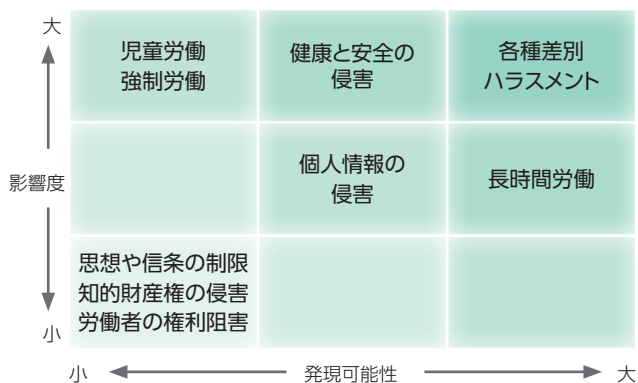 大
児童労働
強制労働
健康と安全の
侵害
各種差別
ハラスメント
影響度
個人情報の
侵害
長時間労働
思想や信条の制限
知的財産権の侵害
労働者の権利阻害
小
小
発現可能性
大